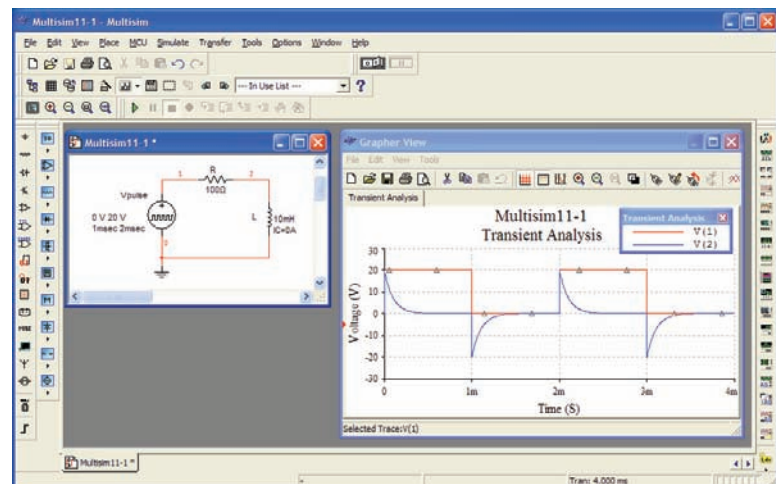 Multisim11-1 - Multisim
File Edit View Place MCU Simulate Transfer Tools Options Window Help
--- In Use List ---
Multisim11-1 *
1 R 2
100Ω
Vpulse
0 V 20 V
1msec 2msec
L 10mH
IC=0A
0
Grapher View
File Edit View Tools
Transient Analysis
Multisim11-1
Transient Analysis
Transient Analysis
V(1)
V(2)
Voltage (V)
30
20
10
0
-10
-20
-30
0 1m 2m 3m 4m
Time (S)
Selected Trace:V(1)
Multisim11-1 *
Tran: 4.000 ms